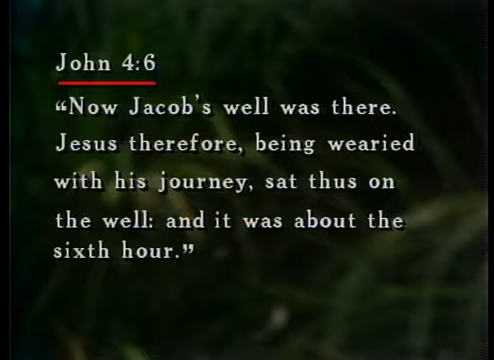 John 4:6
“Now Jacob's well was there.
Jesus therefore, being wearied
with his journey, sat thus on
the well: and it was about the
sixth hour.”